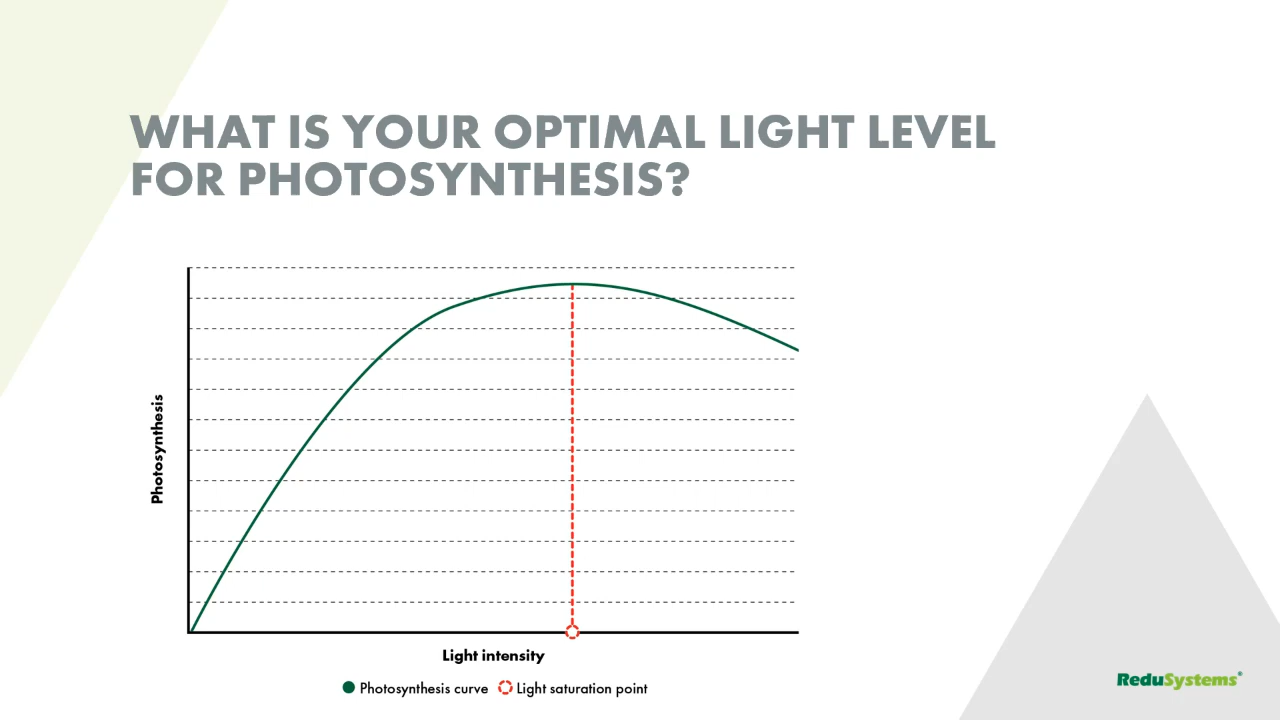 WHAT IS YOUR OPTIMAL LIGHT LEVEL
FOR PHOTOSYNTHESIS?
Photosynthesis
Light intensity
Photosynthesis curve Light saturation point
ReduSystems®